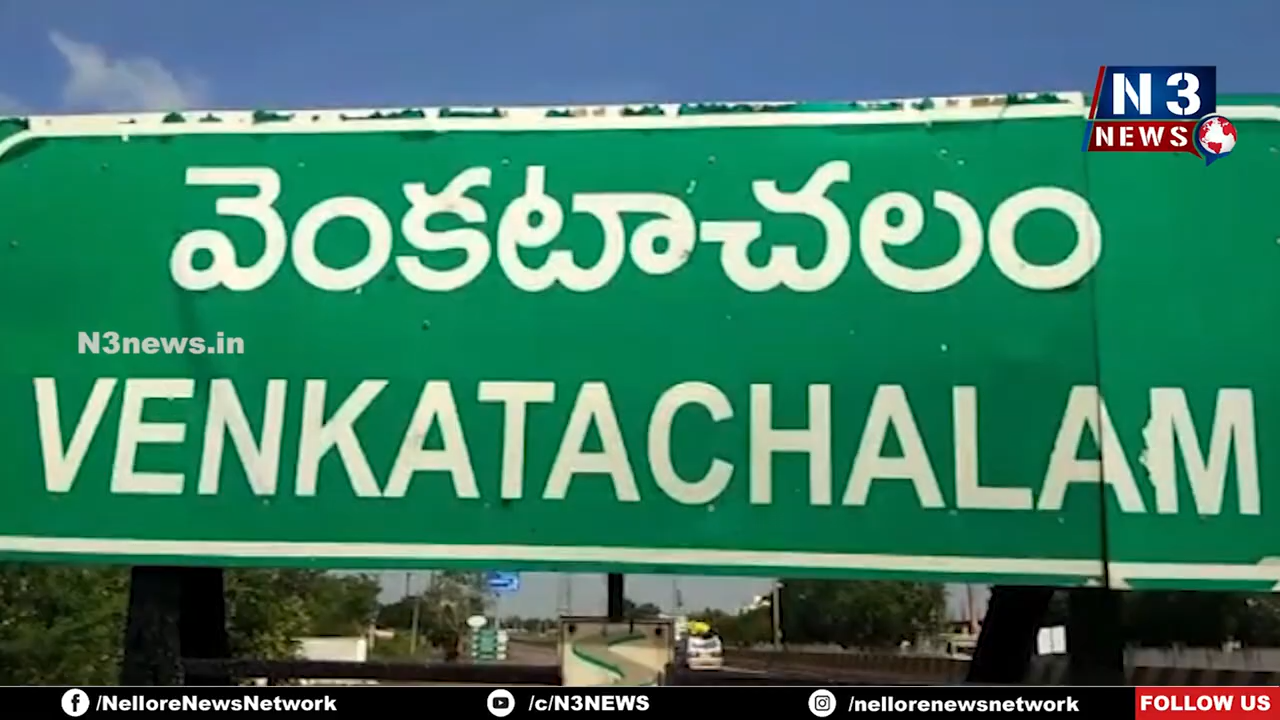 N3
NEWS
వెంకటాచలం
N3news.in
VENKATACHALAM
/NelloreNewsNetwork
/c/N3NEWS
/nellorenewsnetwork
FOLLOW US